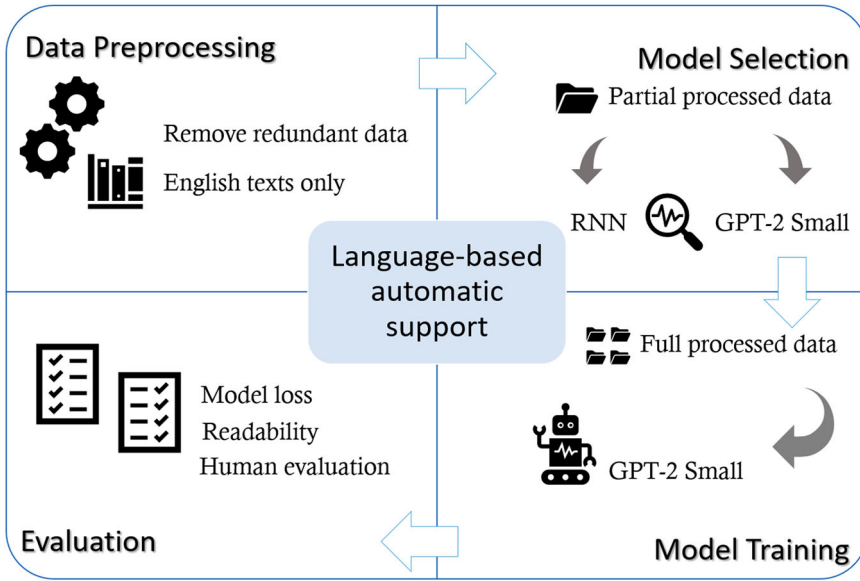 Data Preprocessing
Remove redundant data
English texts only
Model Selection
Partial processed data
RNN
GPT-2 Small
Language-based
automatic
support
Full processed data
GPT-2 Small
Model Training
Model loss
Readability
Human evaluation
Evaluation